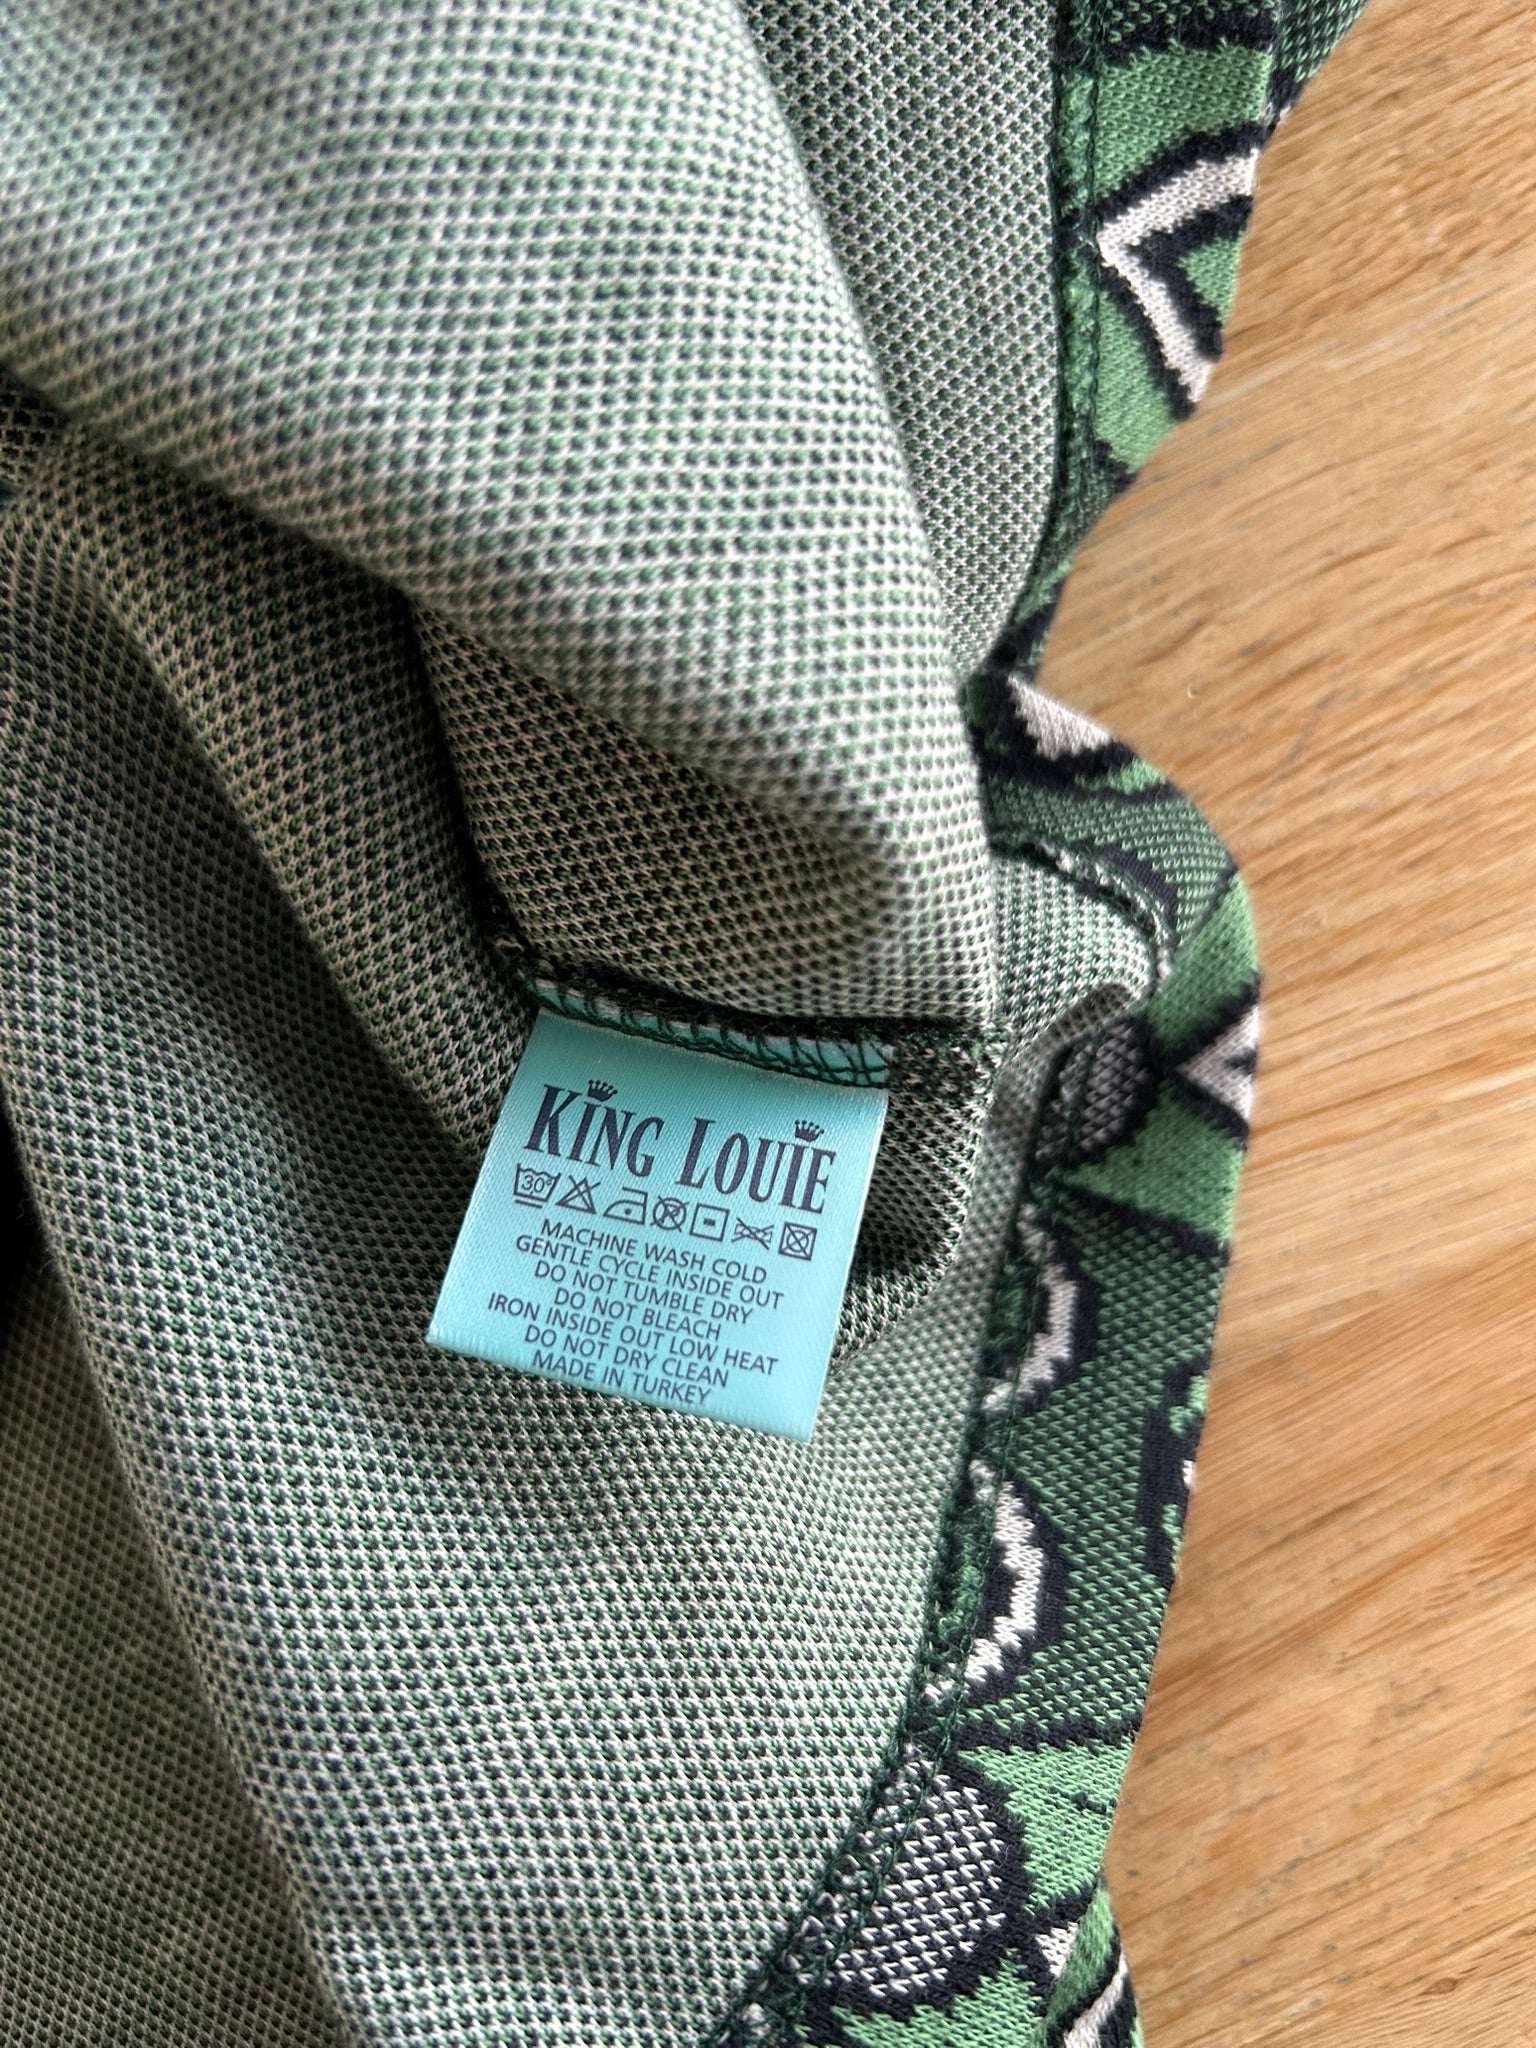 KING LOUIE
30°
MACHINE WASH COLD
GENTLE CYCLE INSIDE OUT
DO NOT TUMBLE DRY
DO NOT BLEACH
IRON INSIDE OUT LOW HEAT
DO NOT DRY CLEAN
MADE IN TURKEY